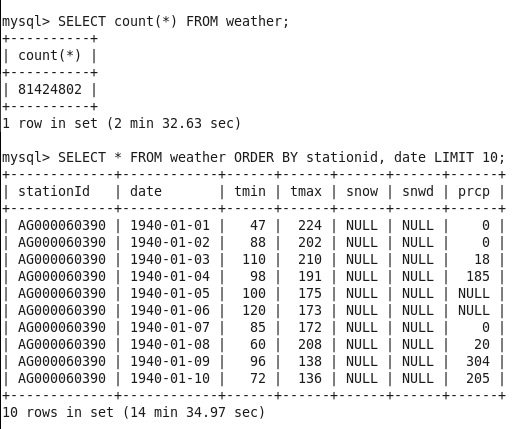 mysql> SELECT count(*) FROM weather;
+----------+
| count(*) |
+----------+
| 81424802 |
+----------+
1 row in set (2 min 32.63 sec)

mysql> SELECT * FROM weather ORDER BY stationid, date LIMIT 10;
+-------------+------------+------+------+------+------+------+
| stationId   | date       | tmin | tmax | snow | snwd | prcp |
+-------------+------------+------+------+------+------+------+
| AG000060390 | 1940-01-01 |   47 |  224 | NULL | NULL |    0 |
| AG000060390 | 1940-01-02 |   88 |  202 | NULL | NULL |    0 |
| AG000060390 | 1940-01-03 |  110 |  210 | NULL | NULL |   18 |
| AG000060390 | 1940-01-04 |   98 |  191 | NULL | NULL |  185 |
| AG000060390 | 1940-01-05 |  100 |  175 | NULL | NULL | NULL |
| AG000060390 | 1940-01-06 |  120 |  173 | NULL | NULL | NULL |
| AG000060390 | 1940-01-07 |   85 |  172 | NULL | NULL |    0 |
| AG000060390 | 1940-01-08 |   60 |  208 | NULL | NULL |   20 |
| AG000060390 | 1940-01-09 |   96 |  138 | NULL | NULL |  304 |
| AG000060390 | 1940-01-10 |   72 |  136 | NULL | NULL |  205 |
+-------------+------------+------+------+------+------+------+
10 rows in set (14 min 34.97 sec)